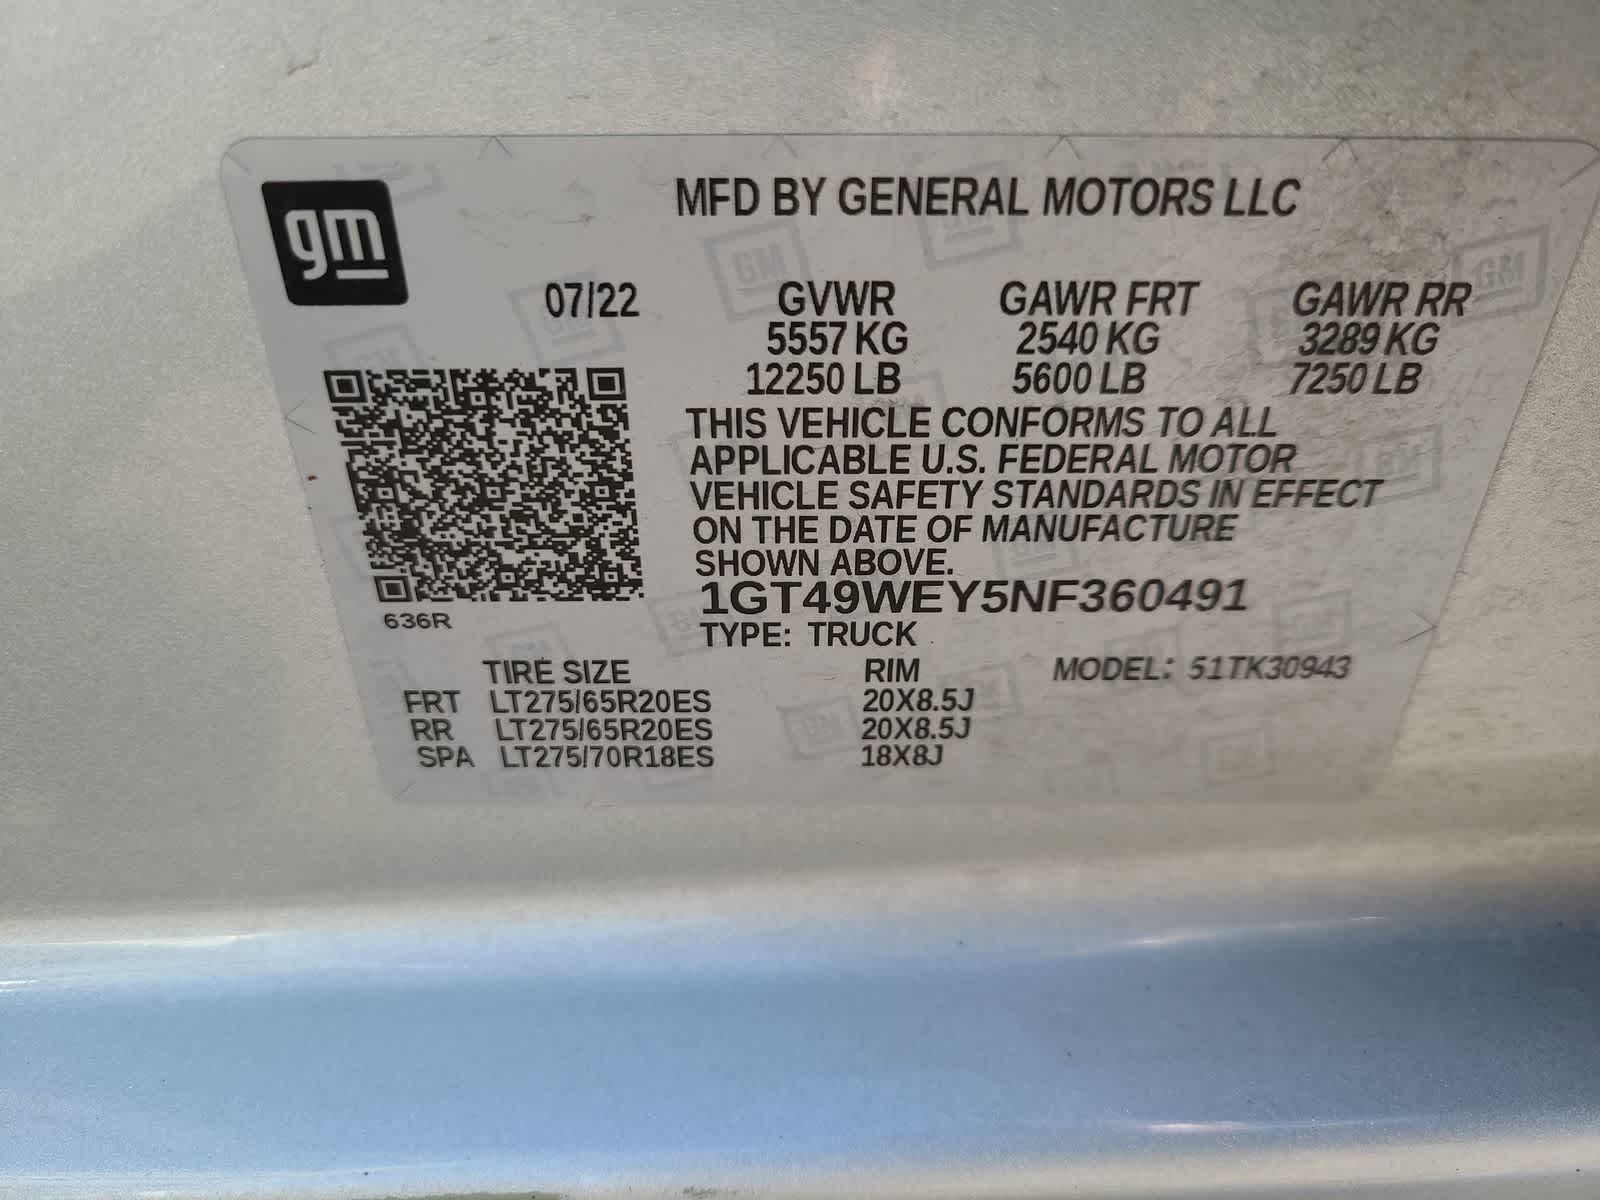 gm
MFD BY GENERAL MOTORS LLC
07/22 GVWR GAWR FRT GAWR RR
5557 KG 2540 KG 3289 KG
12250 LB 5600 LB 7250 LB
THIS VEHICLE CONFORMS TO ALL
APPLICABLE U.S. FEDERAL MOTOR
VEHICLE SAFETY STANDARDS IN EFFECT
ON THE DATE OF MANUFACTURE
SHOWN ABOVE.
1GT49WEY5NF360491
636R
TYPE: TRUCK
TIRE SIZE RIM MODEL: 51TK30943
FRT LT275/65R20ES 20X8.5J
RR LT275/65R20ES 20X8.5J
SPA LT275/70R18ES 18X8J